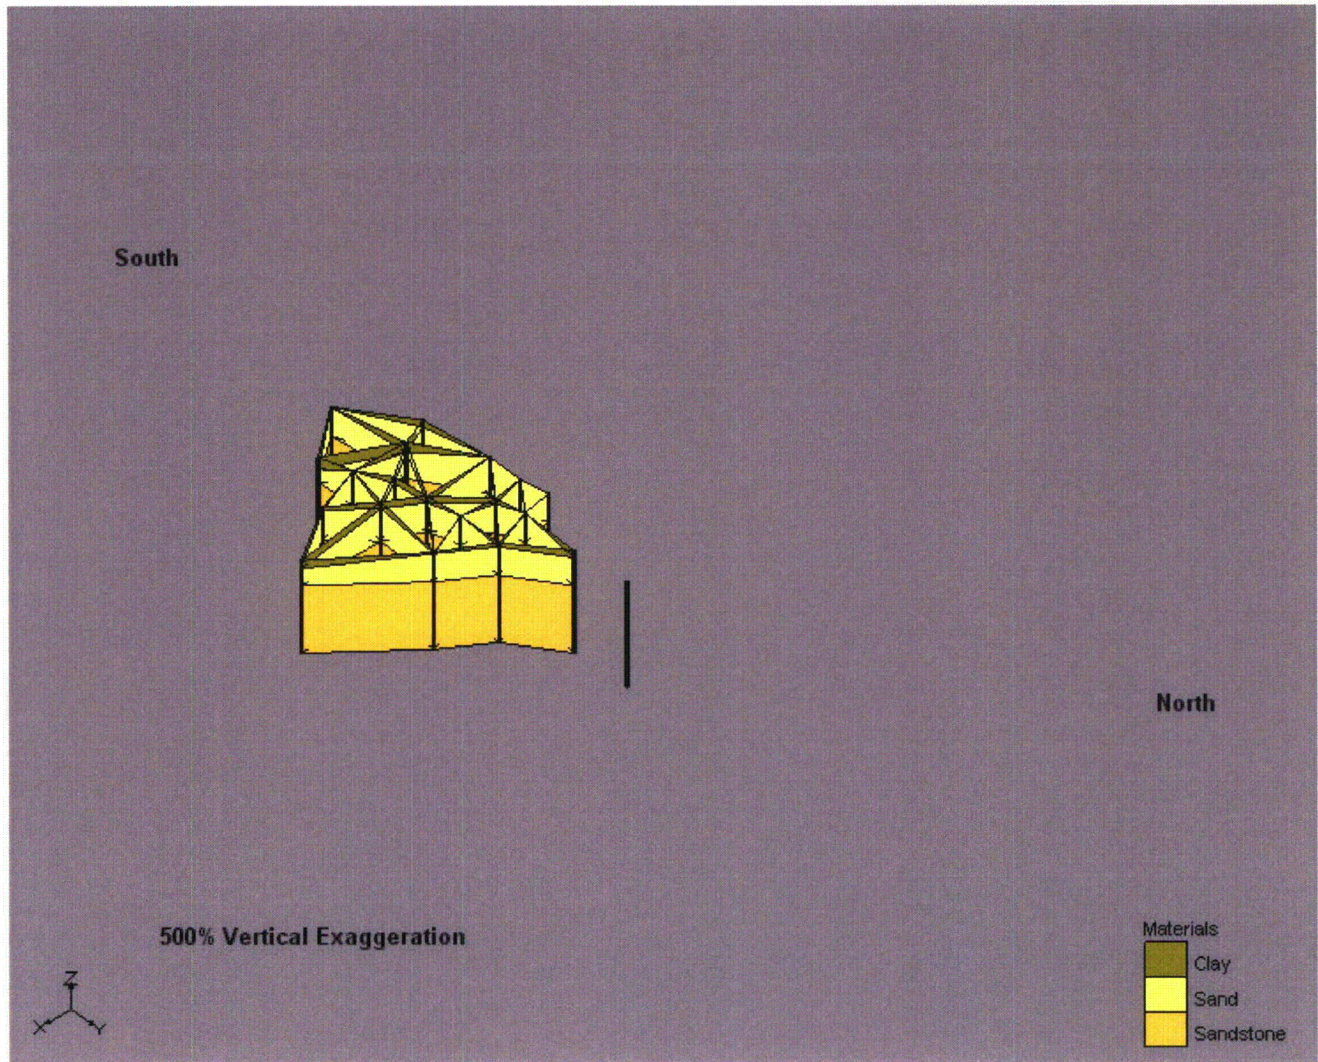 South
North
500% Vertical Exaggeration
Z
X
Y
Materials
Clay
Sand
Sandstone